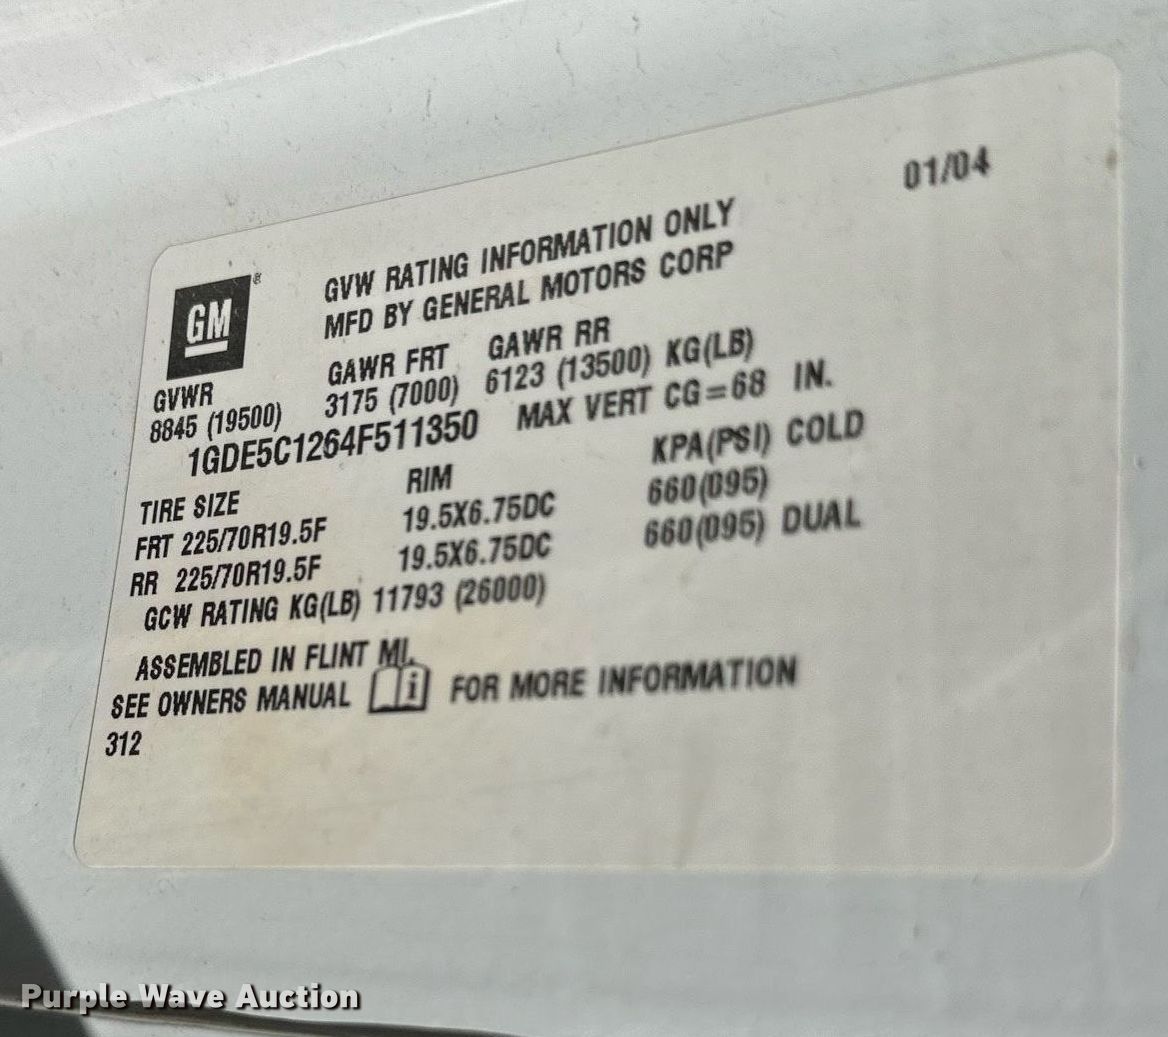 01/04
GM ®
GVW RATING INFORMATION ONLY
MFD BY GENERAL MOTORS CORP
GVWR GAWR FRT GAWR RR
8845 (19500) 3175 (7000) 6123 (13500) KG(LB)
1GDE5C1264F511350 MAX VERT CG=68 IN.
TIRE SIZE RIM KPA(PSI) COLD
FRT 225/70R19.5F 19.5X6.75DC 660(095)
RR 225/70R19.5F 19.5X6.75DC 660(095) DUAL
GCW RATING KG(LB) 11793 (26000)
ASSEMBLED IN FLINT MI.
SEE OWNERS MANUAL i FOR MORE INFORMATION
312
Purple Wave Auction